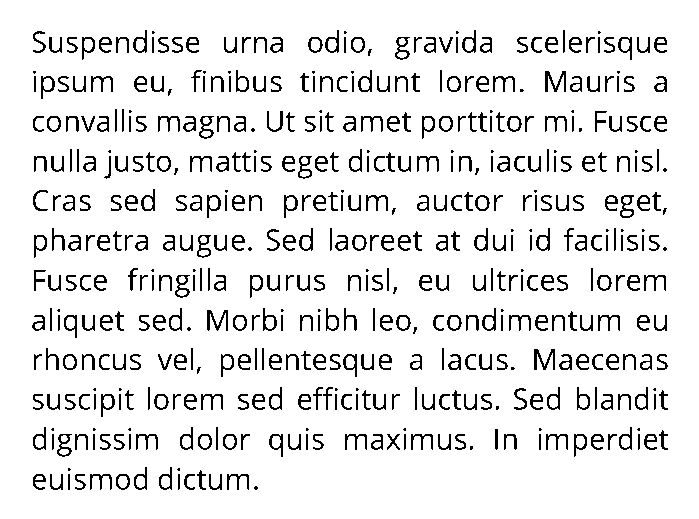 Suspendisse urna odio, gravida scelerisque
ipsum eu, finibus tincidunt lorem. Mauris a
convallis magna. Ut sit amet porttitor mi. Fusce
nulla justo, mattis eget dictum in, iaculis et nisl.
Cras sed sapien pretium, auctor risus eget,
pharetra augue. Sed laoreet at dui id facilisis.
Fusce fringilla purus nisl, eu ultrices lorem
aliquet sed. Morbi nibh leo, condimentum eu
rhoncus vel, pellentesque a lacus. Maecenas
suscipit lorem sed efficitur luctus. Sed blandit
dignissim dolor quis maximus. In imperdiet
euismod dictum.